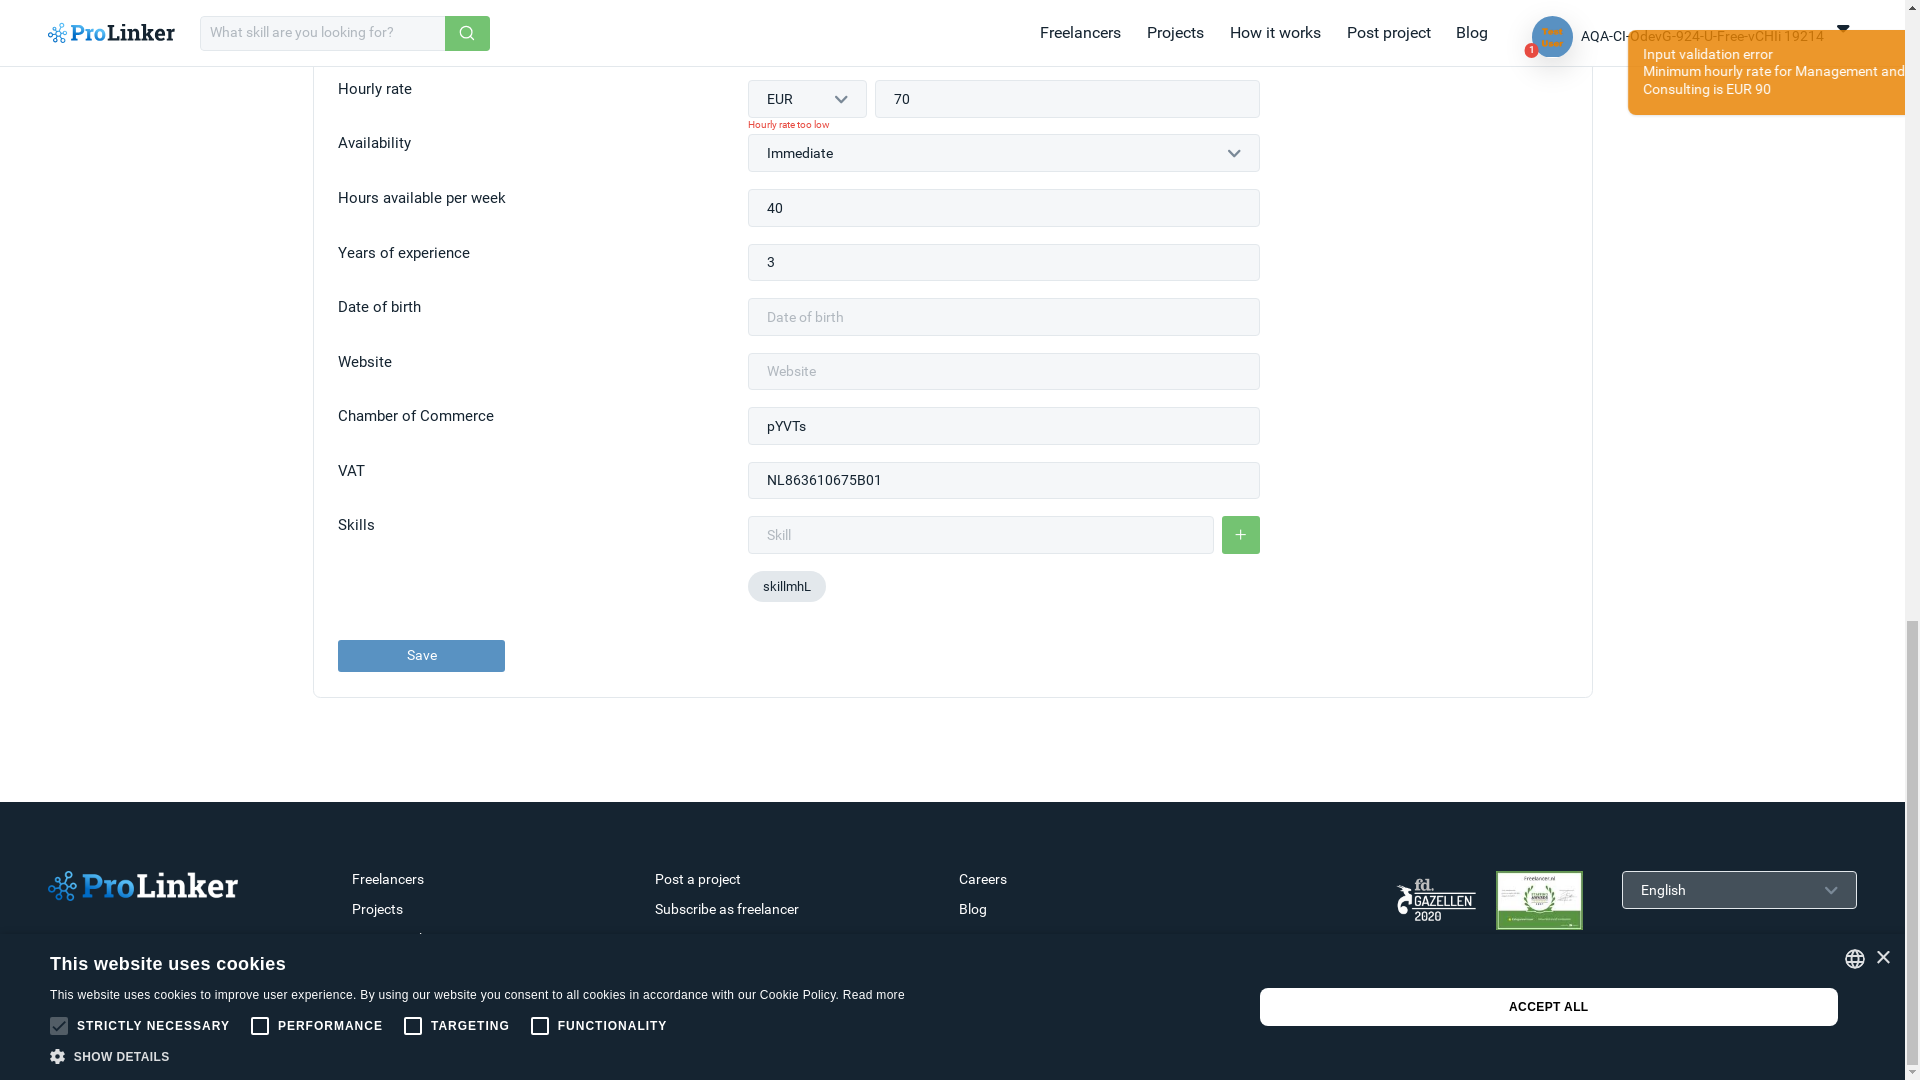 ProLinker
What skill are you looking for?
Freelancers
Projects
How it works
Post project
Blog
Test
User
1
AQA-CI-OdevG-924-U-Free-vCHIi 19214
Input validation error
Minimum hourly rate for Management and
Consulting is EUR 90
Hourly rate
EUR
70
Hourly rate too low
Availability
Immediate
Hours available per week
40
Years of experience
3
Date of birth
Date of birth
Website
Website
Chamber of Commerce
pYVTs
VAT
NL863610675B01
Skills
Skill
+
skillmhL
Save
ProLinker
Freelancers
Projects
Post a project
Subscribe as freelancer
Careers
Blog
fd.
GAZELLEN
2020
Freelancer.nl
English
This website uses cookies
This website uses cookies to improve user experience. By using our website you consent to all cookies in accordance with our Cookie Policy. Read more
STRICTLY NECESSARY
PERFORMANCE
TARGETING
FUNCTIONALITY
SHOW DETAILS
ACCEPT ALL
×